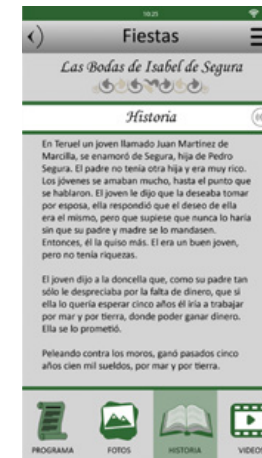 10:21
Fiestas
Las Bodas de Isabel de Segura
Historia
En Teruel un joven llamado Juan Martínez de
Marcilla, se enamoró de Segura, hija de Pedro
Segura. El padre no tenía otra hija y era muy rico.
Los jóvenes se amaban mucho, hasta el punto que
se hablaron. El joven le dijo que la deseaba tomar
por esposa, ella respondió que el deseo de ella
era el mismo, pero que supiese que nunca lo haría
sin que su padre y madre se lo mandasen.
Entonces, él la quiso más. El era un buen joven,
pero no tenía riquezas.
El joven dijo a la doncella que, como su padre tan
sólo le despreciaba por la falta de dinero, que si
ella lo quería esperar cinco años él iría a trabajar
por mar y por tierra, donde poder ganar dinero.
Ella se lo prometió.
Peleando contra los moros, ganó pasados cinco
años cien mil sueldos, por mar y por tierra.
PROGRAMA FOTOS HISTORIA VIDEOS